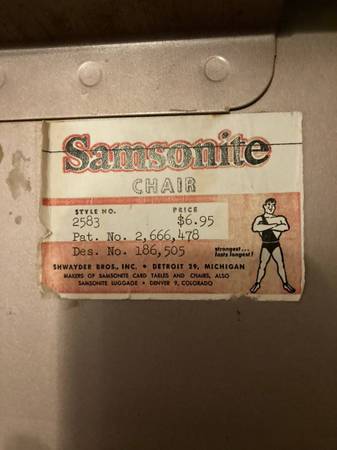 Samsonite
CHAIR
STYLE NO. PRICE
2583 $6.95
Pat. No. 2,666,478
Des. No. 186,505
strongest...
lasts longest!
SHWAYDER BROS., INC. • DETROIT 29, MICHIGAN
MAKERS OF SAMSONITE CARD TABLES AND CHAIRS, ALSO
SAMSONITE LUGGAGE • DENVER 9, COLORADO